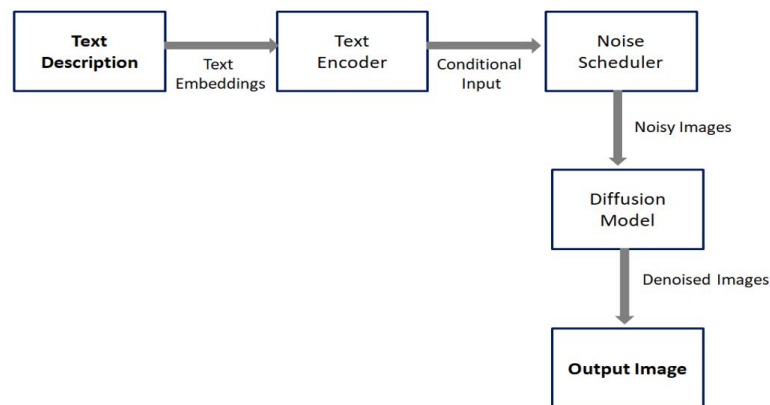 Text
Description
Text
Embeddings
Text
Encoder
Conditional
Input
Noise
Scheduler
Noisy Images
Diffusion
Model
Denoised Images
Output Image